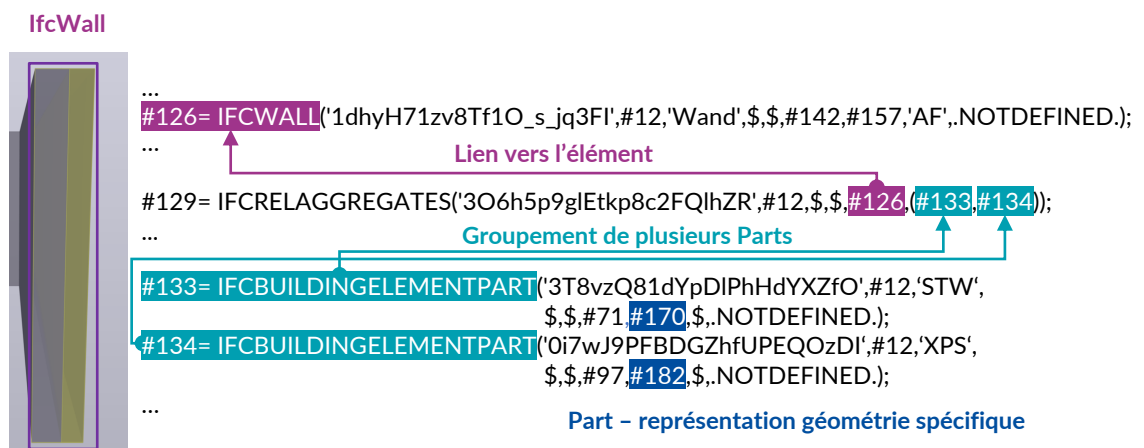 IfcWall
...
#126= IFCWALL('1dhyH71zv8Tf1O_s_jq3FI',#12,'Wand',$,$,#142,#157,'AF',.NOTDEFINED.);
...
Lien vers l'élément
#129= IFCRELAGGREGATES('3O6h5p9glEtkp8c2FQlhZR',#12,$,$,#126,(#133,#134));
...
Groupement de plusieurs Parts
#133= IFCBUILDINGELEMENTPART('3T8vzQ81dYpDlPhHdYXZfO',#12,‘STW‘,
$,$,#71,#170,$,.NOTDEFINED.);
#134= IFCBUILDINGELEMENTPART('0i7wJ9PFBDGZhfUPEQOzDI‘,#12,‘XPS‘,
$,$,#97,#182,$,.NOTDEFINED.);
...
Part – représentation géométrie spécifique